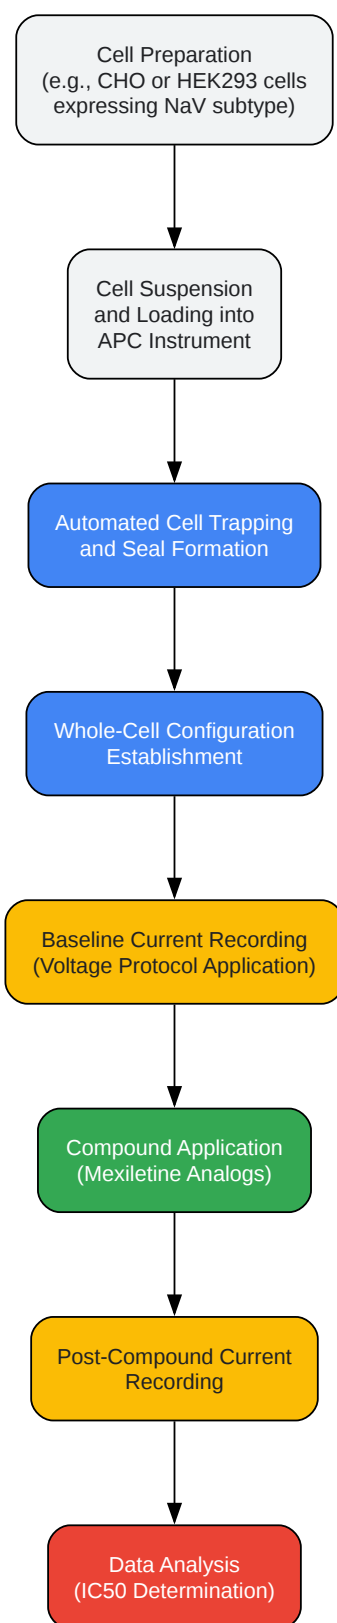 Cell Preparation
(e.g., CHO or HEK293 cells
expressing NaV subtype)
Cell Suspension
and Loading into
APC Instrument
Automated Cell Trapping
and Seal Formation
Whole-Cell Configuration
Establishment
Baseline Current Recording
(Voltage Protocol Application)
Compound Application
(Mexiletine Analogs)
Post-Compound Current
Recording
Data Analysis
(IC50 Determination)